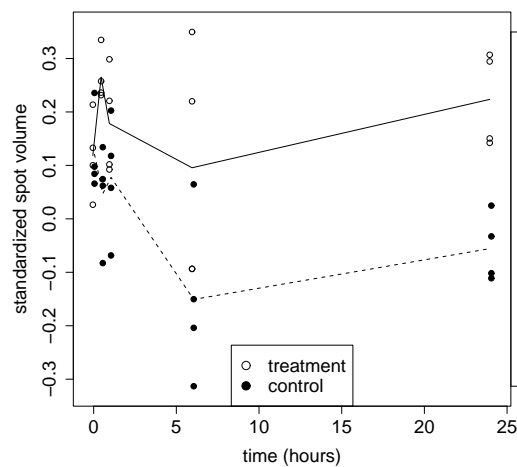 standardized spot volume
0.3
0.2
0.1
0.0
−0.1
−0.2
−0.3
treatment
control
0 5 10 15 20 25
time (hours)